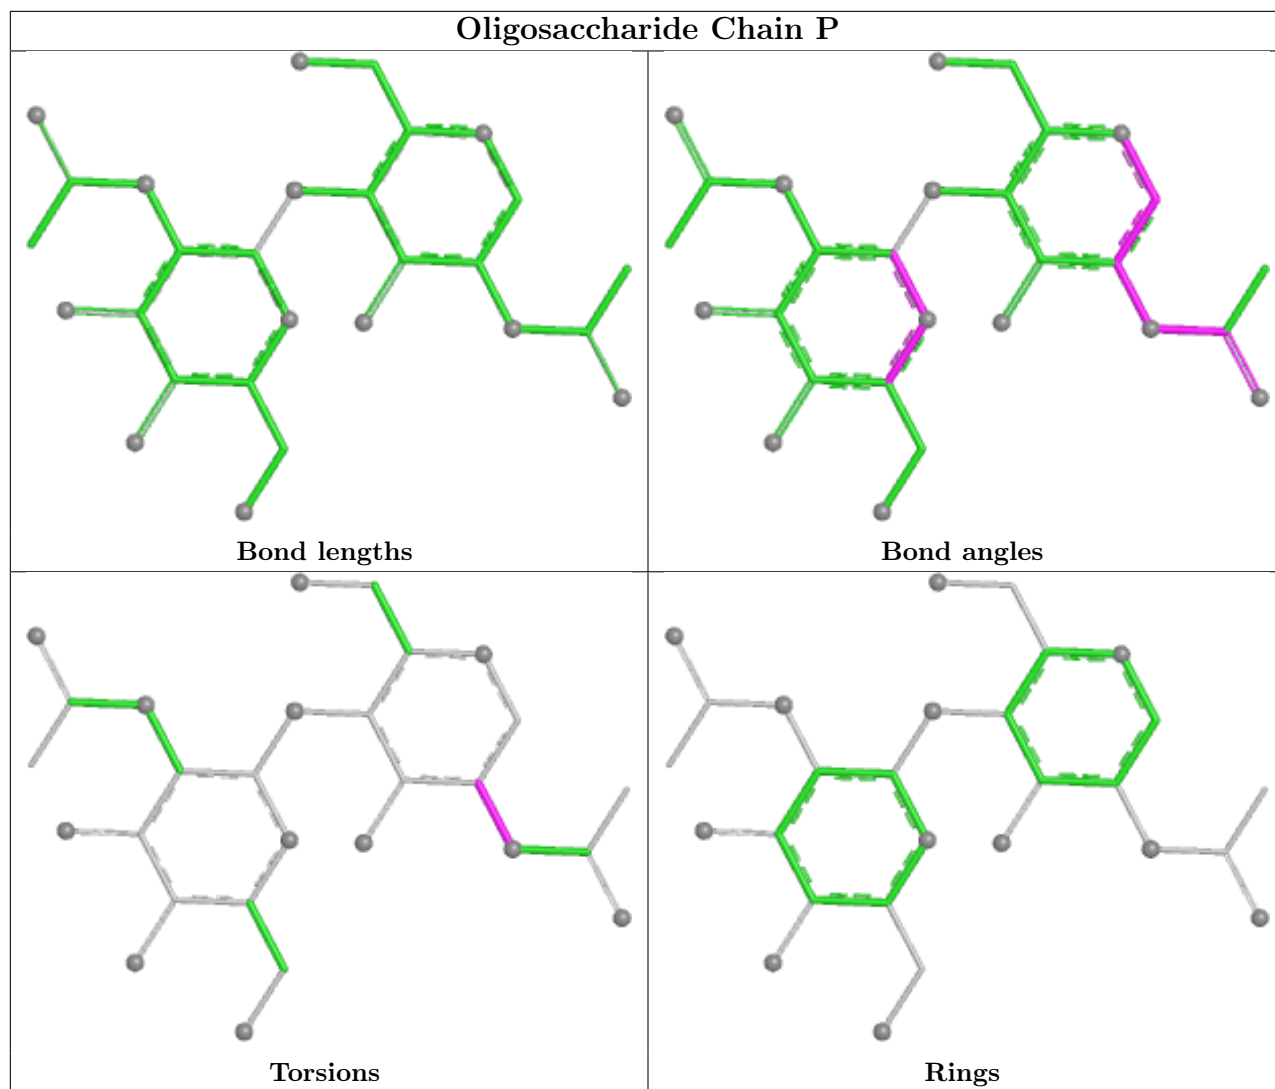 Oligosaccharide Chain P
Bond lengths
Bond angles
Torsions
Rings